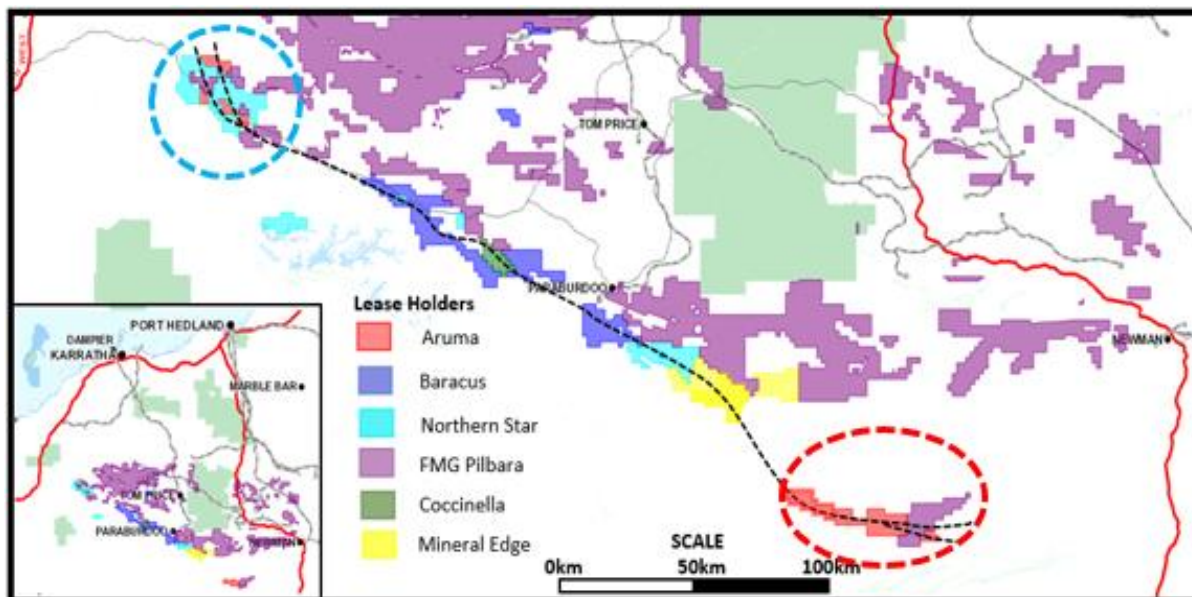 WEST
TOM PRICE
PARABURDOO
NEWMAN
PORT HEDLAND
DAMPIER
KARRATHA
MARBLE BAR
TOM PRICE
PARABURDOO
Lease Holders
Aruma
Baracus
Northern Star
FMG Pilbara
Coccinella
Mineral Edge
SCALE
0km 50km 100km